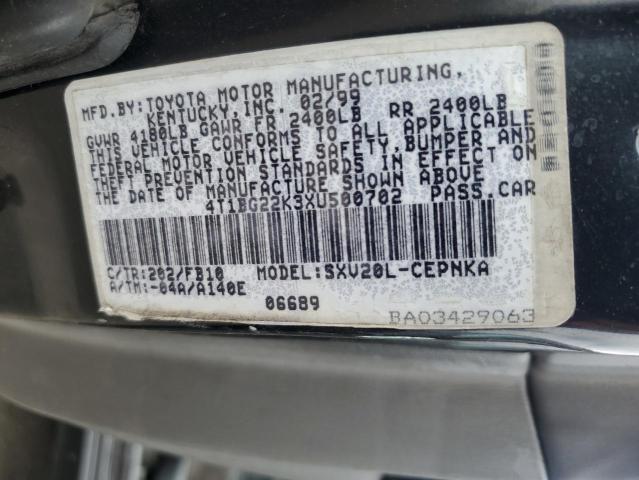 MFD.BY:TOYOTA MOTOR MANUFACTURING,
KENTUCKY,INC. 02/99
GVWR 4180LB GAWR FR 2400LB RR 2400LB
THIS VEHICLE CONFORMS TO ALL APPLICABLE
FEDERAL MOTOR VEHICLE SAFETY,BUMPER AND
THEFT PREVENTION STANDARDS IN EFFECT ON
THE DATE OF MANUFACTURE SHOWN ABOVE
4T1BG22K3XU500702 PASS.CAR
C/TR:202/FB10 MODEL:SXV20L-CEPNKA
A/TM:-04A/A140E
06689
BA03429063